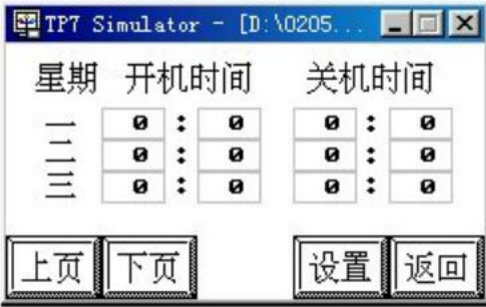 TP7 Simulator - [D:\0205...
星期 开机时间 关机时间
一 0 : 0 0 : 0
二 0 : 0 0 : 0
三 0 : 0 0 : 0
上页 下页 设置 返回